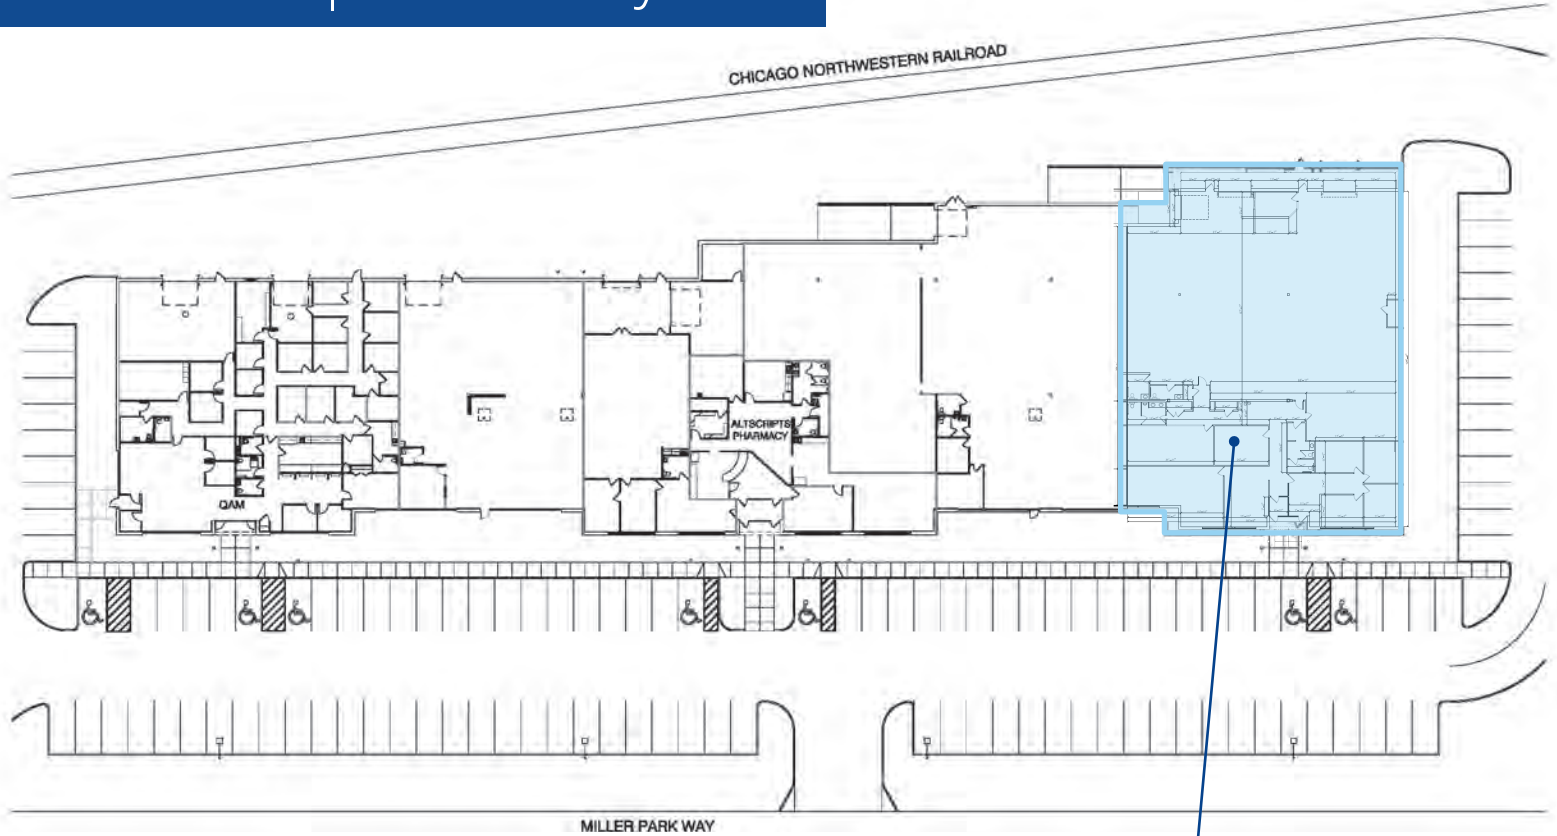 CHICAGO NORTHWESTERN RAILROAD
ALTSCRIPTS
PHARMACY
QAM
MILLER PARK WAY